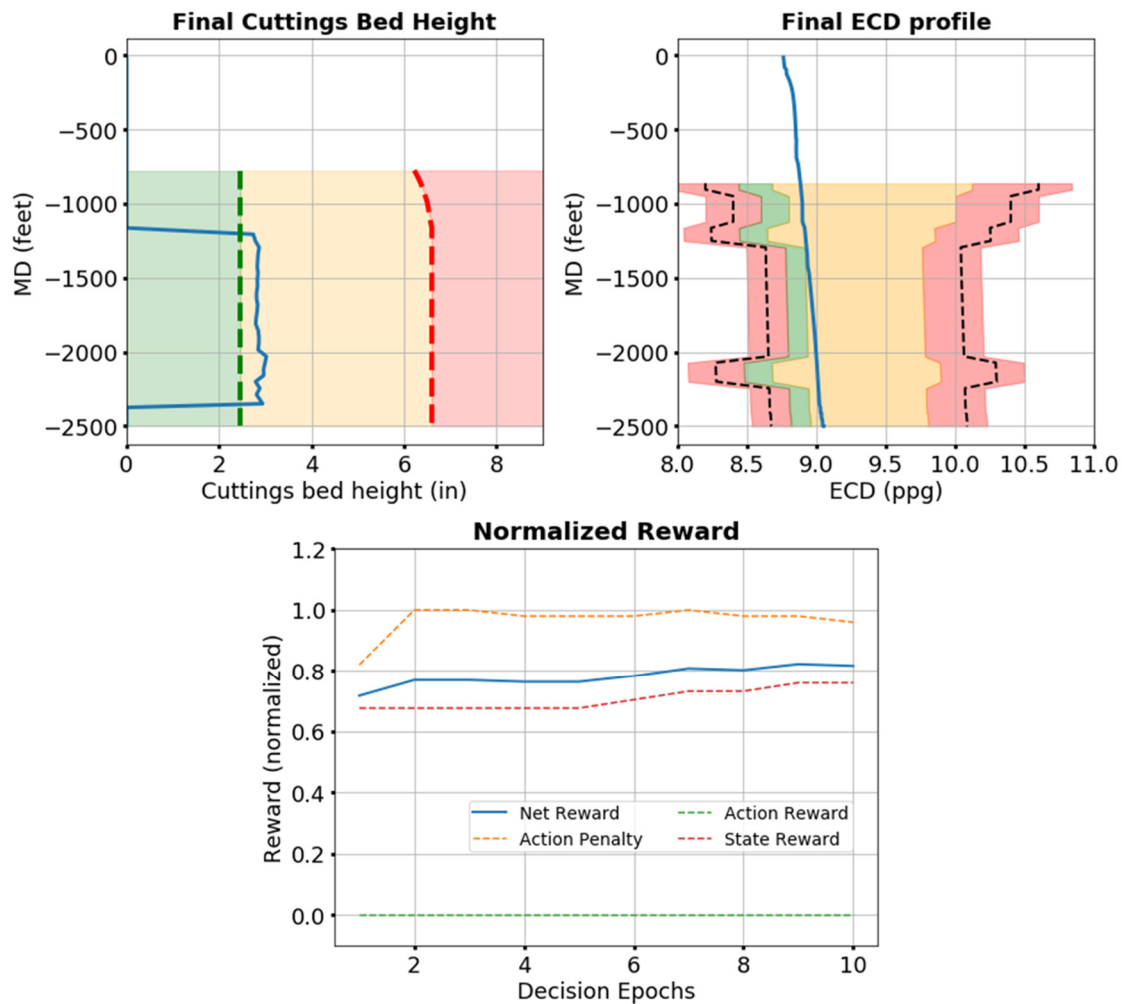 Final Cuttings Bed Height
0
−500
−1000
−1500
−2000
−2500
MD (feet)
0 2 4 6 8
Cuttings bed height (in)
Final ECD profile
0
−500
−1000
−1500
−2000
−2500
MD (feet)
8.0 8.5 9.0 9.5 10.0 10.5 11.0
ECD (ppg)
Normalized Reward
1.2
1.0
0.8
0.6
0.4
0.2
0.0
Reward (normalized)
Net Reward
Action Penalty
Action Reward
State Reward
2 4 6 8 10
Decision Epochs